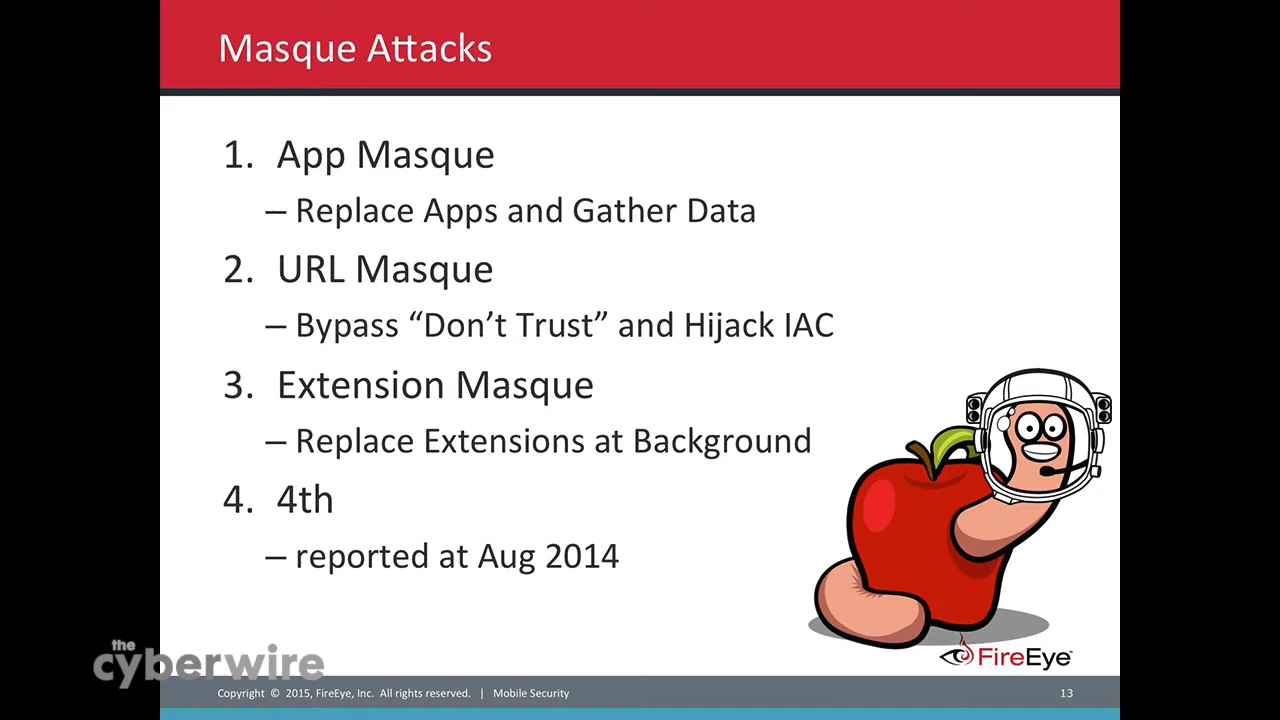 Masque Attacks
1. App Masque
– Replace Apps and Gather Data
2. URL Masque
– Bypass “Don’t Trust” and Hijack IAC
3. Extension Masque
– Replace Extensions at Background
4. 4th
– reported at Aug 2014
the
cyberwire
FireEye™
Copyright © 2015, FireEye, Inc. All rights reserved. | Mobile Security 13